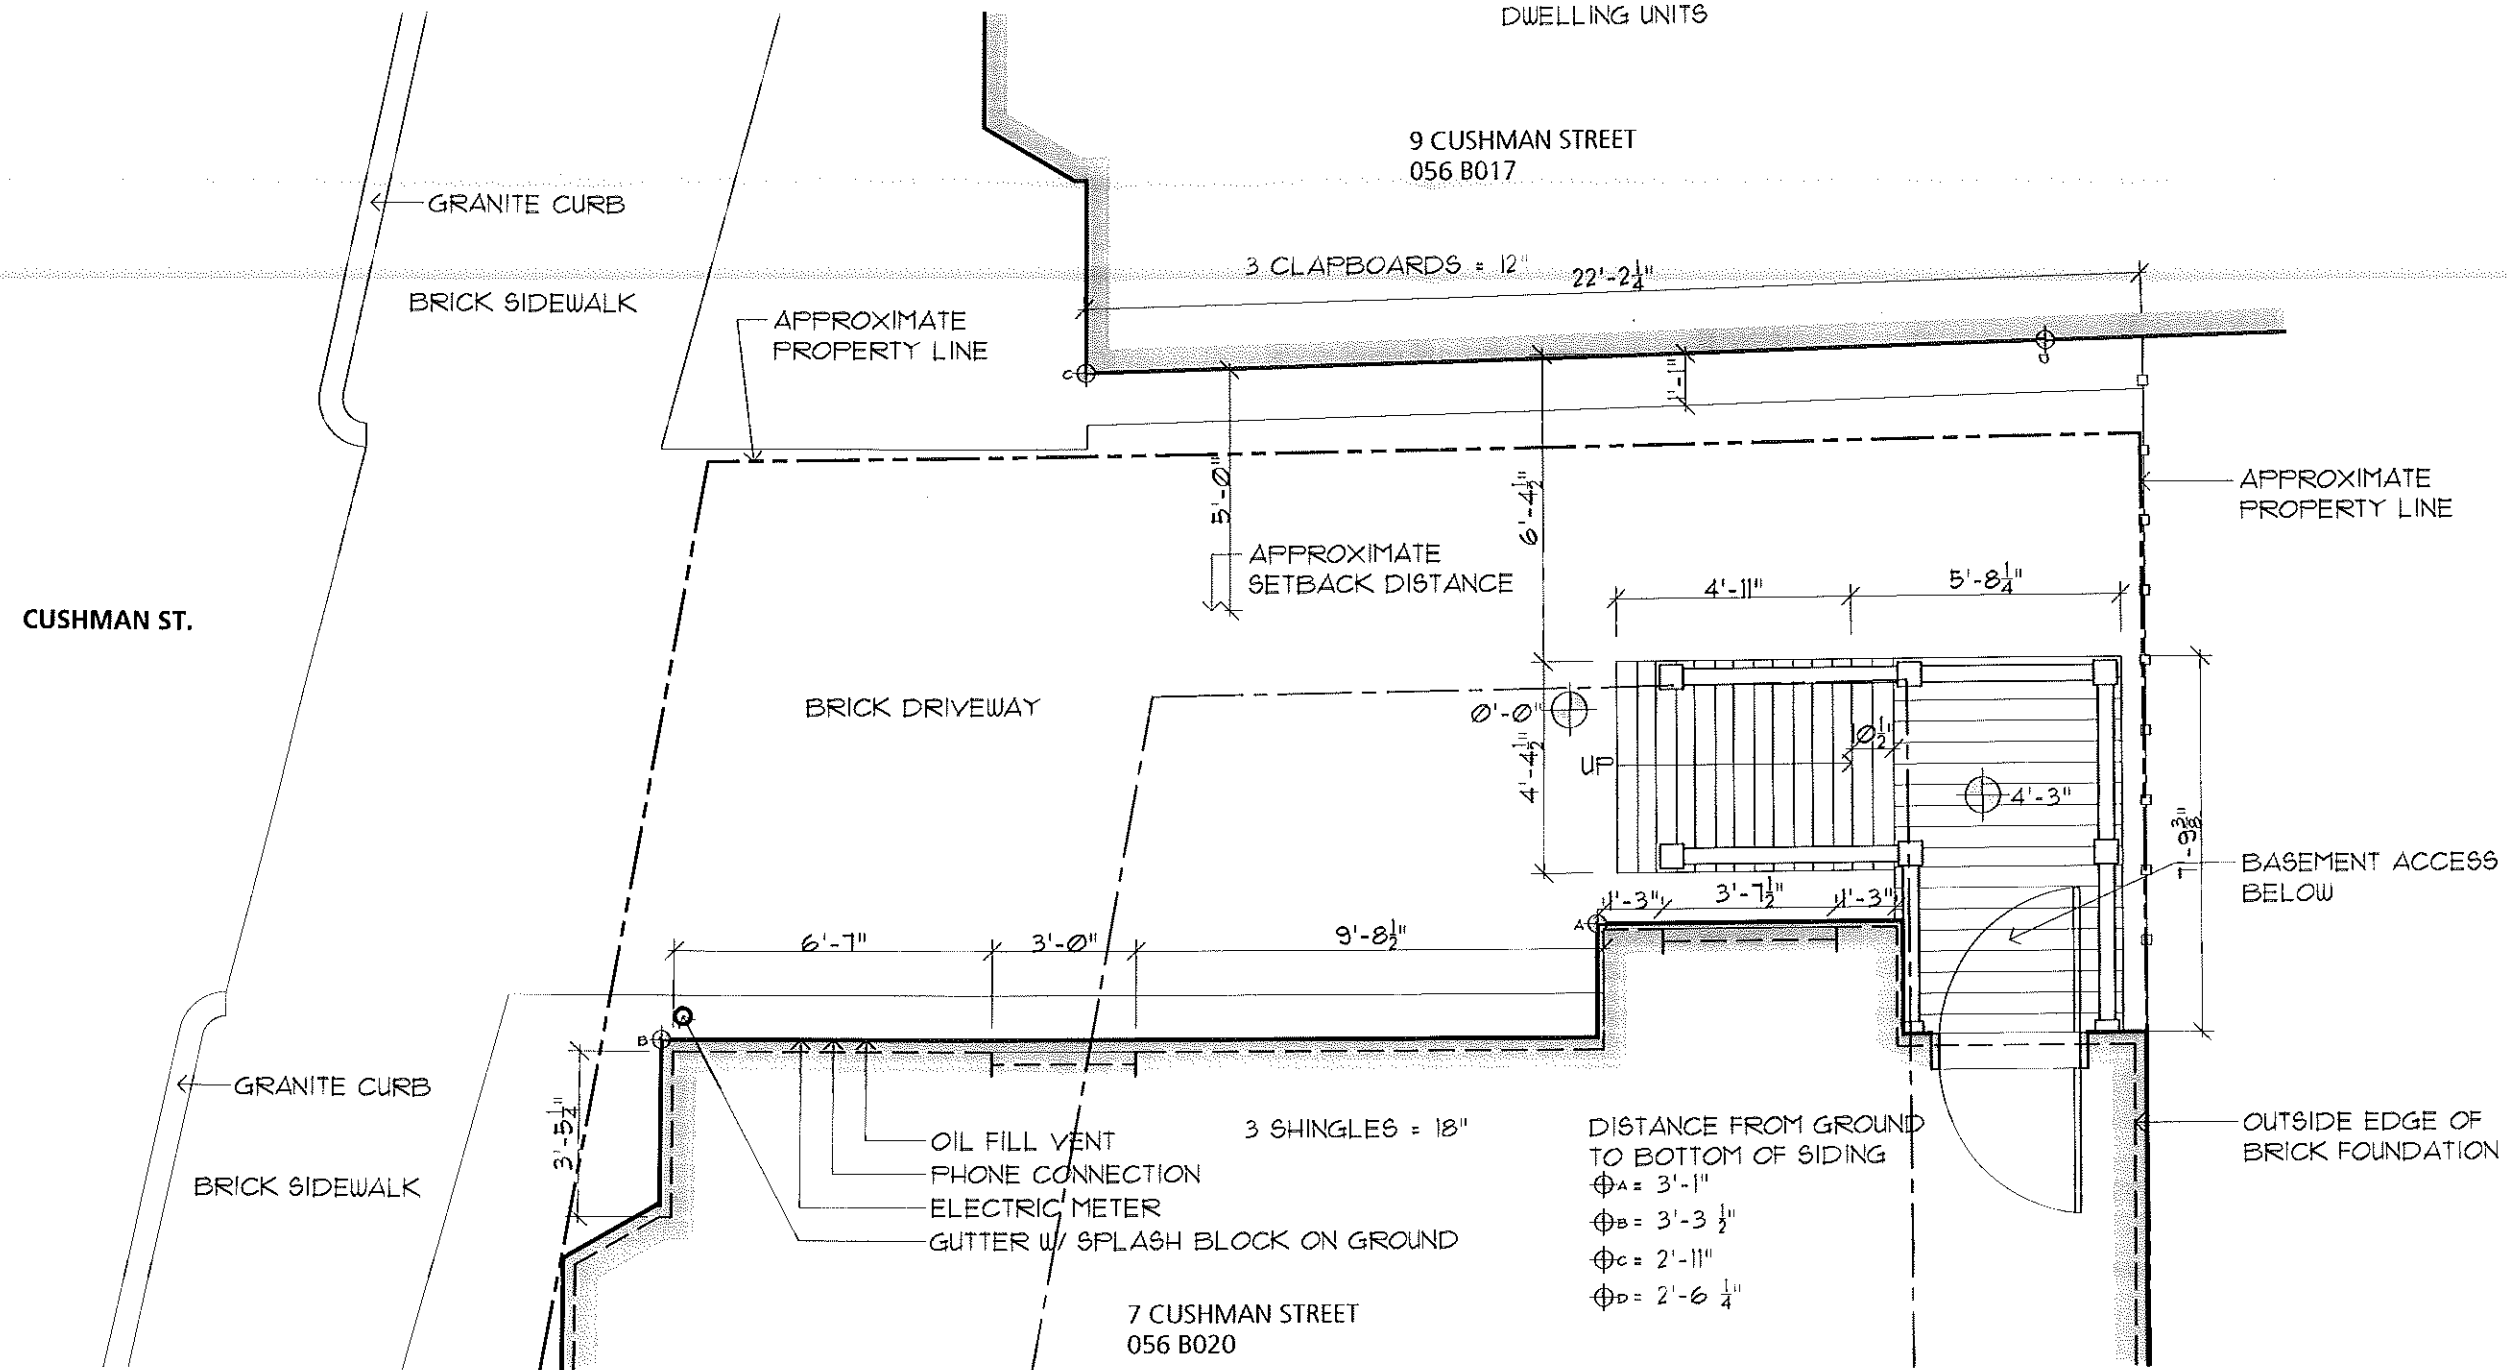 DWELLING UNITS
9 CUSHMAN STREET
056 B017
GRANITE CURB
3 CLAPBOARDS = 12"
22'-2 1/4"
BRICK SIDEWALK
APPROXIMATE
PROPERTY LINE
C
D
1'-1"
5'-0"
6'-4 1/2"
APPROXIMATE
PROPERTY LINE
APPROXIMATE
SETBACK DISTANCE
4'-11"
5'-8 1/4"
CUSHMAN ST.
BRICK DRIVEWAY
0'-0"
4'-4 1/2"
UP
10 1/2"
4'-3"
7'-9 3/8"
BASEMENT ACCESS
BELOW
1'-3"
3'-7 1/2"
1'-3"
A
6'-7"
3'-0"
9'-8 1/2"
B
GRANITE CURB
3'-5 1/2"
BRICK SIDEWALK
OIL FILL VENT
PHONE CONNECTION
ELECTRIC METER
GUTTER W/ SPLASH BLOCK ON GROUND
3 SHINGLES = 18"
DISTANCE FROM GROUND
TO BOTTOM OF SIDING
A = 3'-1"
B = 3'-3 1/2"
C = 2'-11"
D = 2'-6 1/4"
OUTSIDE EDGE OF
BRICK FOUNDATION
7 CUSHMAN STREET
056 B020